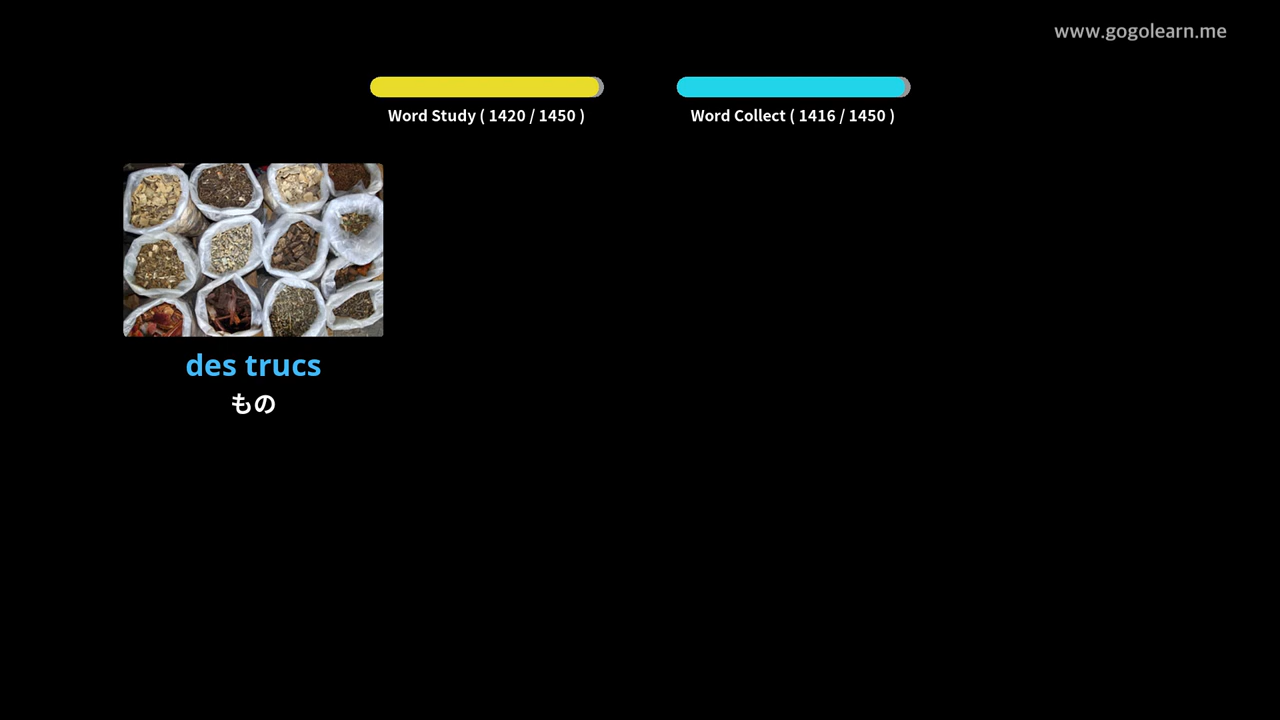 www.gogolearn.me
Word Study ( 1420 / 1450 )
Word Collect ( 1416 / 1450 )
des trucs
もの